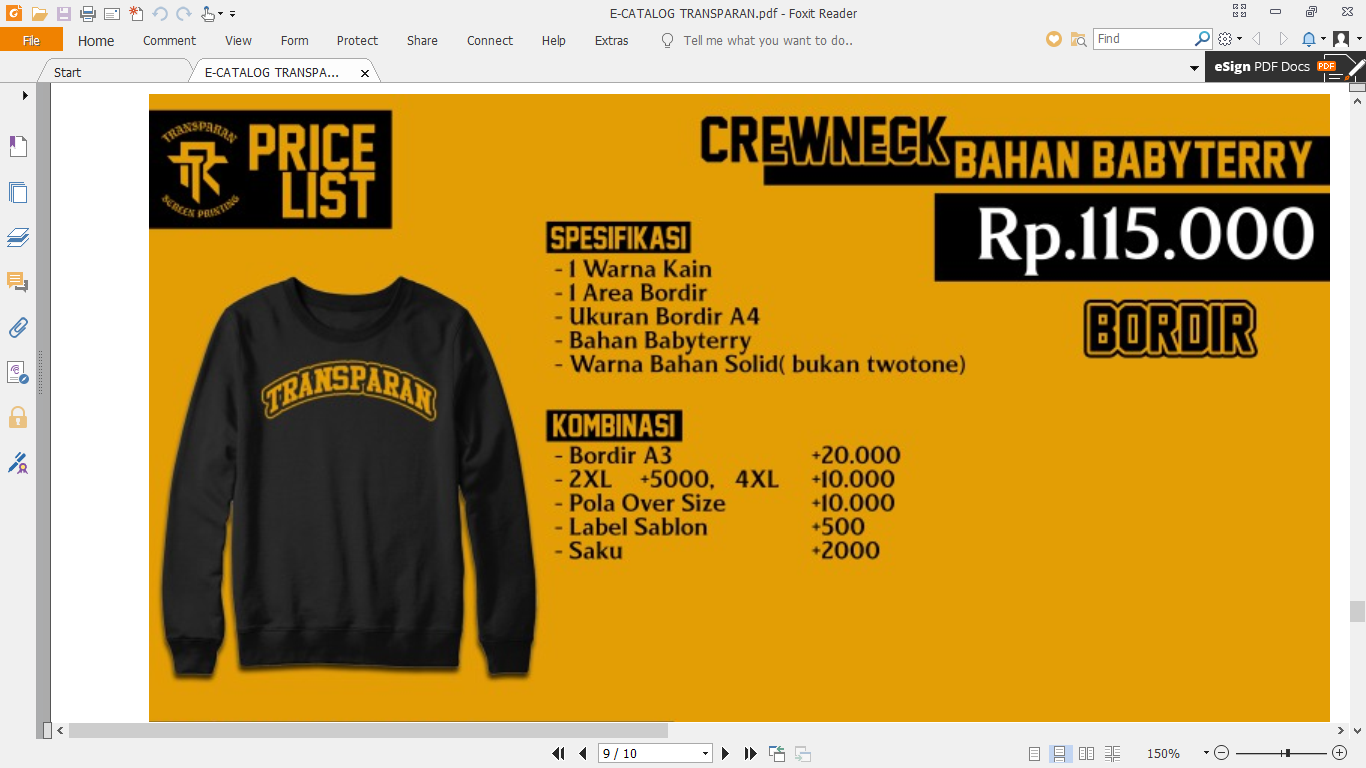 E-CATALOG TRANSPARAN.pdf - Foxit Reader
File Home Comment View Form Protect Share Connect Help Extras Tell me what you want to do.. Find
Start E-CATALOG TRANSPA... eSign PDF Docs PDF
TRANSPARAN
SCREEN PRINTING
PRICE
LIST
CREWNECK
BAHAN BABYTERRY
Rp.115.000
BORDIR
SPESIFIKASI
- 1 Warna Kain
- 1 Area Bordir
- Ukuran Bordir A4
- Bahan Babyterry
- Warna Bahan Solid( bukan twotone)
TRANSPARAN
KOMBINASI
- Bordir A3 +20.000
- 2XL +5000, 4XL +10.000
- Pola Over Size +10.000
- Label Sablon +500
- Saku +2000
9 / 10
150%